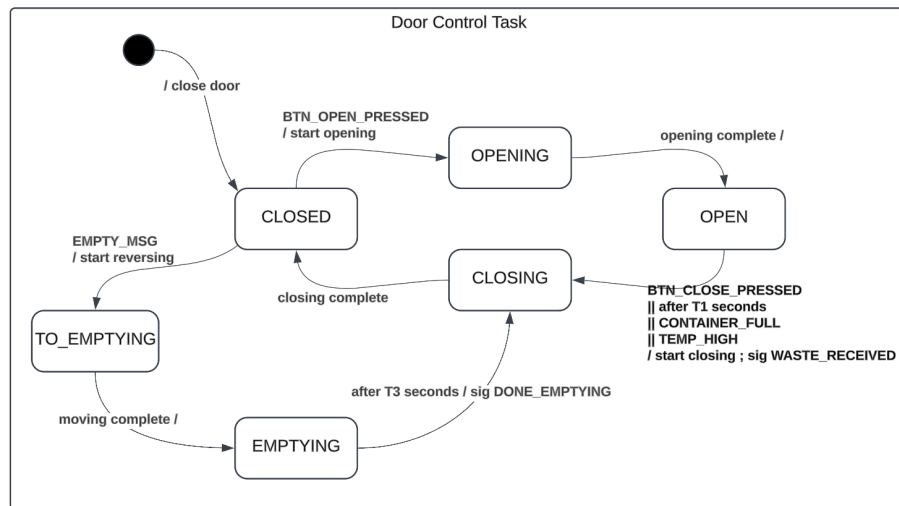 Door Control Task
/ close door
BTN_OPEN_PRESSED
/ start opening
OPENING
opening complete /
CLOSED
OPEN
EMPTY_MSG
/ start reversing
CLOSING
closing complete
BTN_CLOSE_PRESSED
|| after T1 seconds
|| CONTAINER_FULL
|| TEMP_HIGH
/ start closing ; sig WASTE_RECEIVED
TO_EMPTYING
after T3 seconds / sig DONE_EMPTYING
moving complete /
EMPTYING